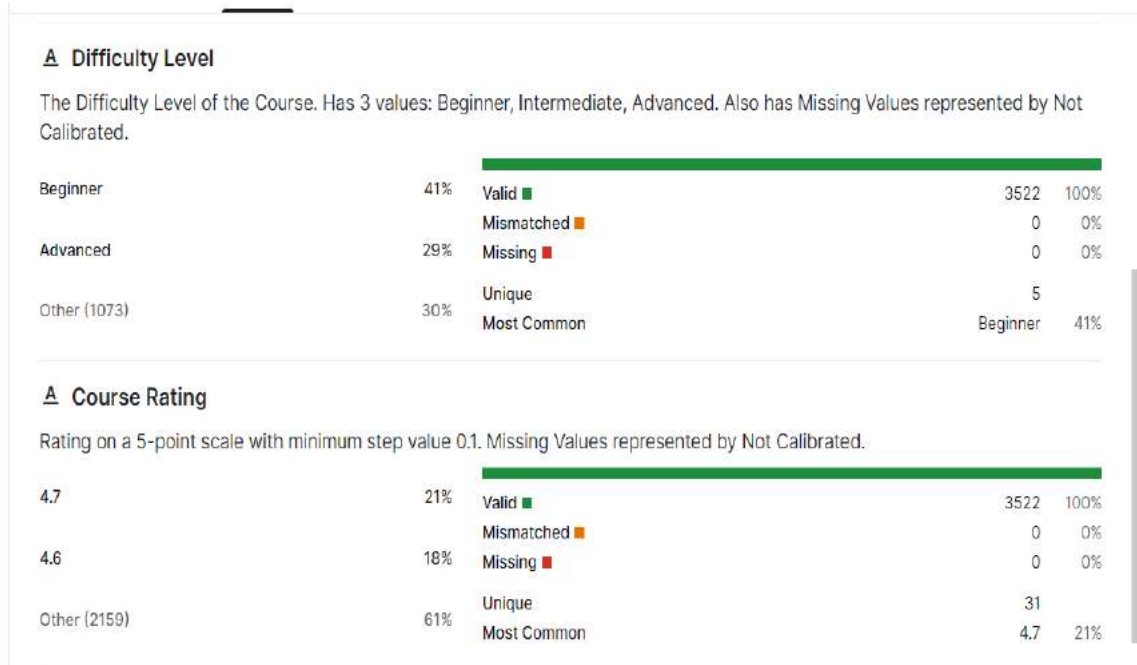 A Difficulty Level
The Difficulty Level of the Course. Has 3 values: Beginner, Intermediate, Advanced. Also has Missing Values represented by Not
Calibrated.
Beginner 41%
Advanced 29%
Other (1073) 30%
Valid 3522 100%
Mismatched 0 0%
Missing 0 0%
Unique 5
Most Common Beginner 41%
A Course Rating
Rating on a 5-point scale with minimum step value 0.1. Missing Values represented by Not Calibrated.
4.7 21%
4.6 18%
Other (2159) 61%
Valid 3522 100%
Mismatched 0 0%
Missing 0 0%
Unique 31
Most Common 4.7 21%